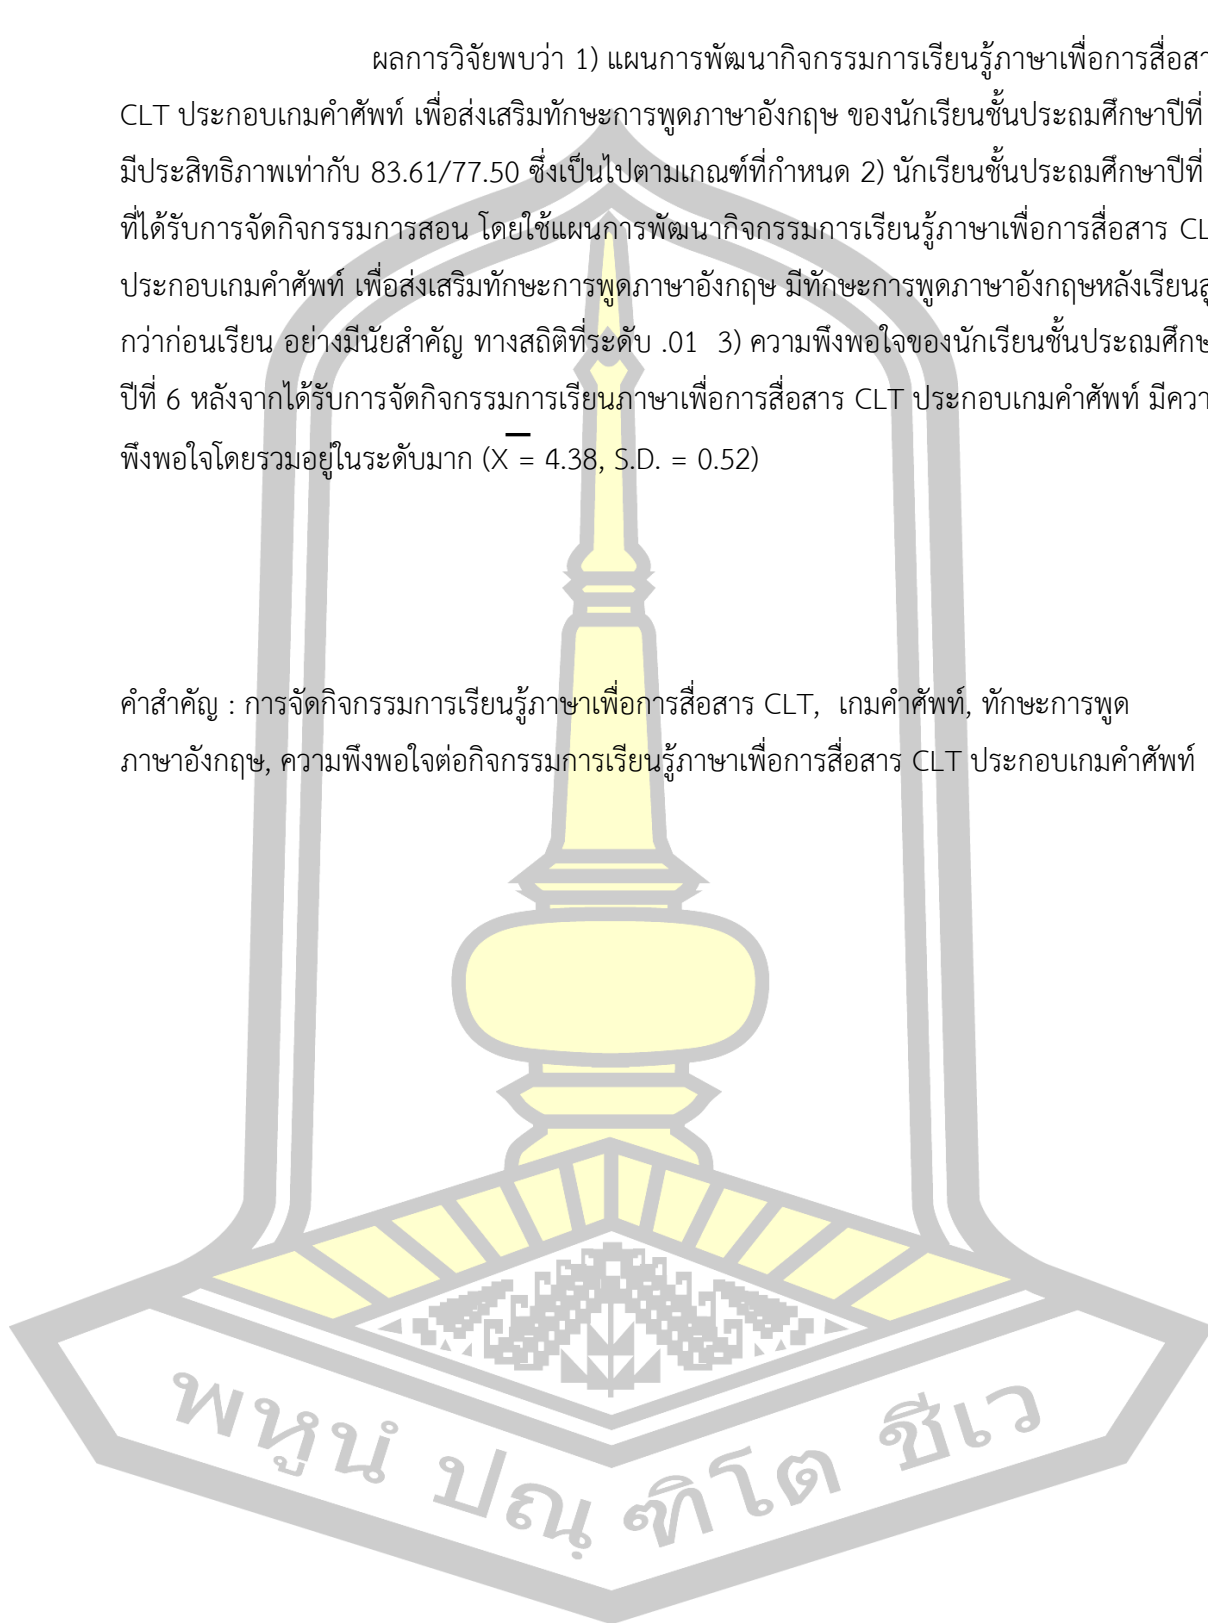 ผลการวิจัยพบว่า 1) แผนการพัฒนากิจกรรมการเรียนรู้ภาษาเพื่อการสื่อสา
CLT ประกอบเกมคำศัพท์ เพื่อส่งเสริมทักษะการพูดภาษาอังกฤษ ของนักเรียนชั้นประถมศึกษาปีที่
มีประสิทธิภาพเท่ากับ 83.61/77.50 ซึ่งเป็นไปตามเกณฑ์ที่กำหนด 2) นักเรียนชั้นประถมศึกษาปีที่
ที่ได้รับการจัดกิจกรรมการสอน โดยใช้แผนการพัฒนากิจกรรมการเรียนรู้ภาษาเพื่อการสื่อสาร CL
ประกอบเกมคำศัพท์ เพื่อส่งเสริมทักษะการพูดภาษาอังกฤษ มีทักษะการพูดภาษาอังกฤษหลังเรียนสู
กว่าก่อนเรียน อย่างมีนัยสำคัญ ทางสถิติที่ระดับ .01 3) ความพึงพอใจของนักเรียนชั้นประถมศึกษ
ปีที่ 6 หลังจากได้รับการจัดกิจกรรมการเรียนภาษาเพื่อการสื่อสาร CLT ประกอบเกมคำศัพท์ มีควา
พึงพอใจโดยรวมอยู่ในระดับมาก (X̅ = 4.38, S.D. = 0.52)
คำสำคัญ : การจัดกิจกรรมการเรียนรู้ภาษาเพื่อการสื่อสาร CLT, เกมคำศัพท์, ทักษะการพูด
ภาษาอังกฤษ, ความพึงพอใจต่อกิจกรรมการเรียนรู้ภาษาเพื่อการสื่อสาร CLT ประกอบเกมคำศัพท์
พหูนํ ปณฺฑิโต ชีเว